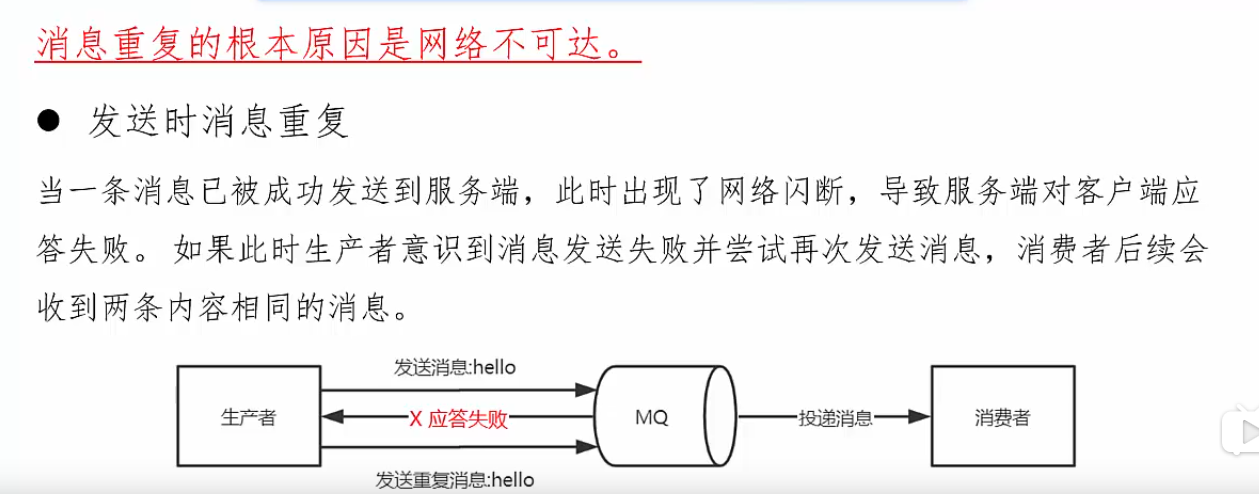 消息重复的根本原因是网络不可达。
● 发送时消息重复
当一条消息已被成功发送到服务端，此时出现了网络闪断，导致服务端对客户端应
答失败。 如果此时生产者意识到消息发送失败并尝试再次发送消息，消费者后续会
收到两条内容相同的消息。
发送消息:hello
生产者
X 应答失败
MQ
投递消息
消费者
发送重复消息:hello